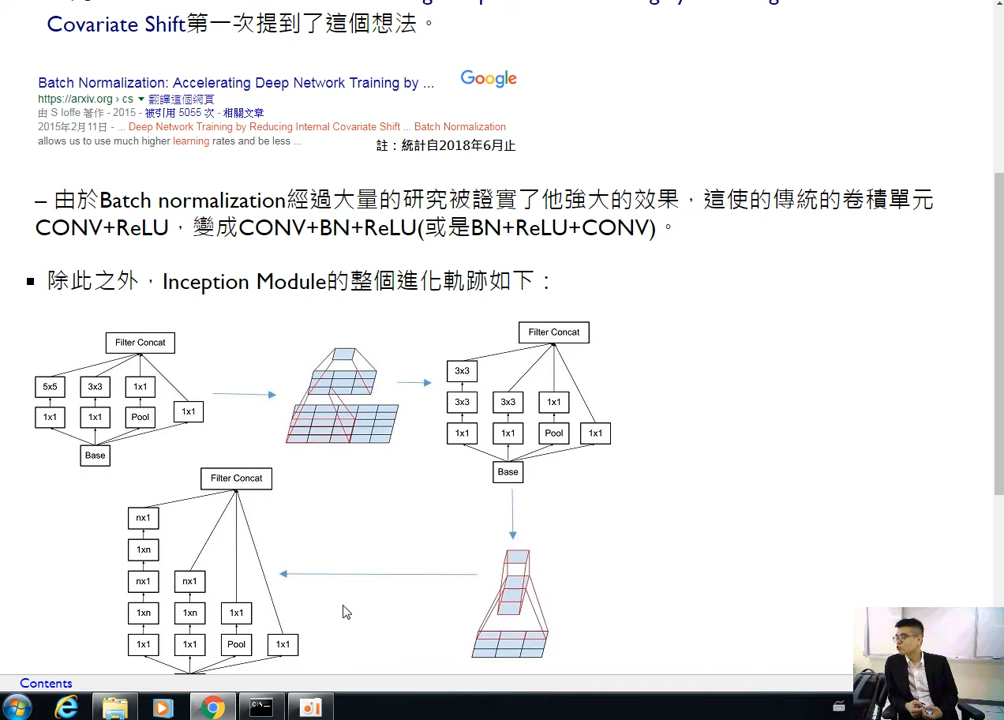 Covariate Shift第一次提到了這個想法。
Batch Normalization: Accelerating Deep Network Training by ...
Google
https://arxiv.org › cs ▼ 翻譯這個網頁
由 S Ioffe 著作 - 2015 - 被引用 5055 次 - 相關文章
2015年2月11日 - ... Deep Network Training by Reducing Internal Covariate Shift ... Batch Normalization
allows us to use much higher learning rates and be less ...
註：統計自2018年6月止
– 由於Batch normalization經過大量的研究被證實了他強大的效果，這使的傳統的卷積單元
CONV+ReLU，變成CONV+BN+ReLU(或是BN+ReLU+CONV)。
▪ 除此之外，Inception Module的整個進化軌跡如下：
Filter Concat
5x5 3x3 1x1
1x1 1x1 Pool 1x1
Base
Filter Concat
3x3
3x3 3x3 1x1
1x1 1x1 Pool 1x1
Base
Filter Concat
nx1
1xn
nx1 nx1
1xn 1xn 1x1
1x1 1x1 Pool 1x1
Contents